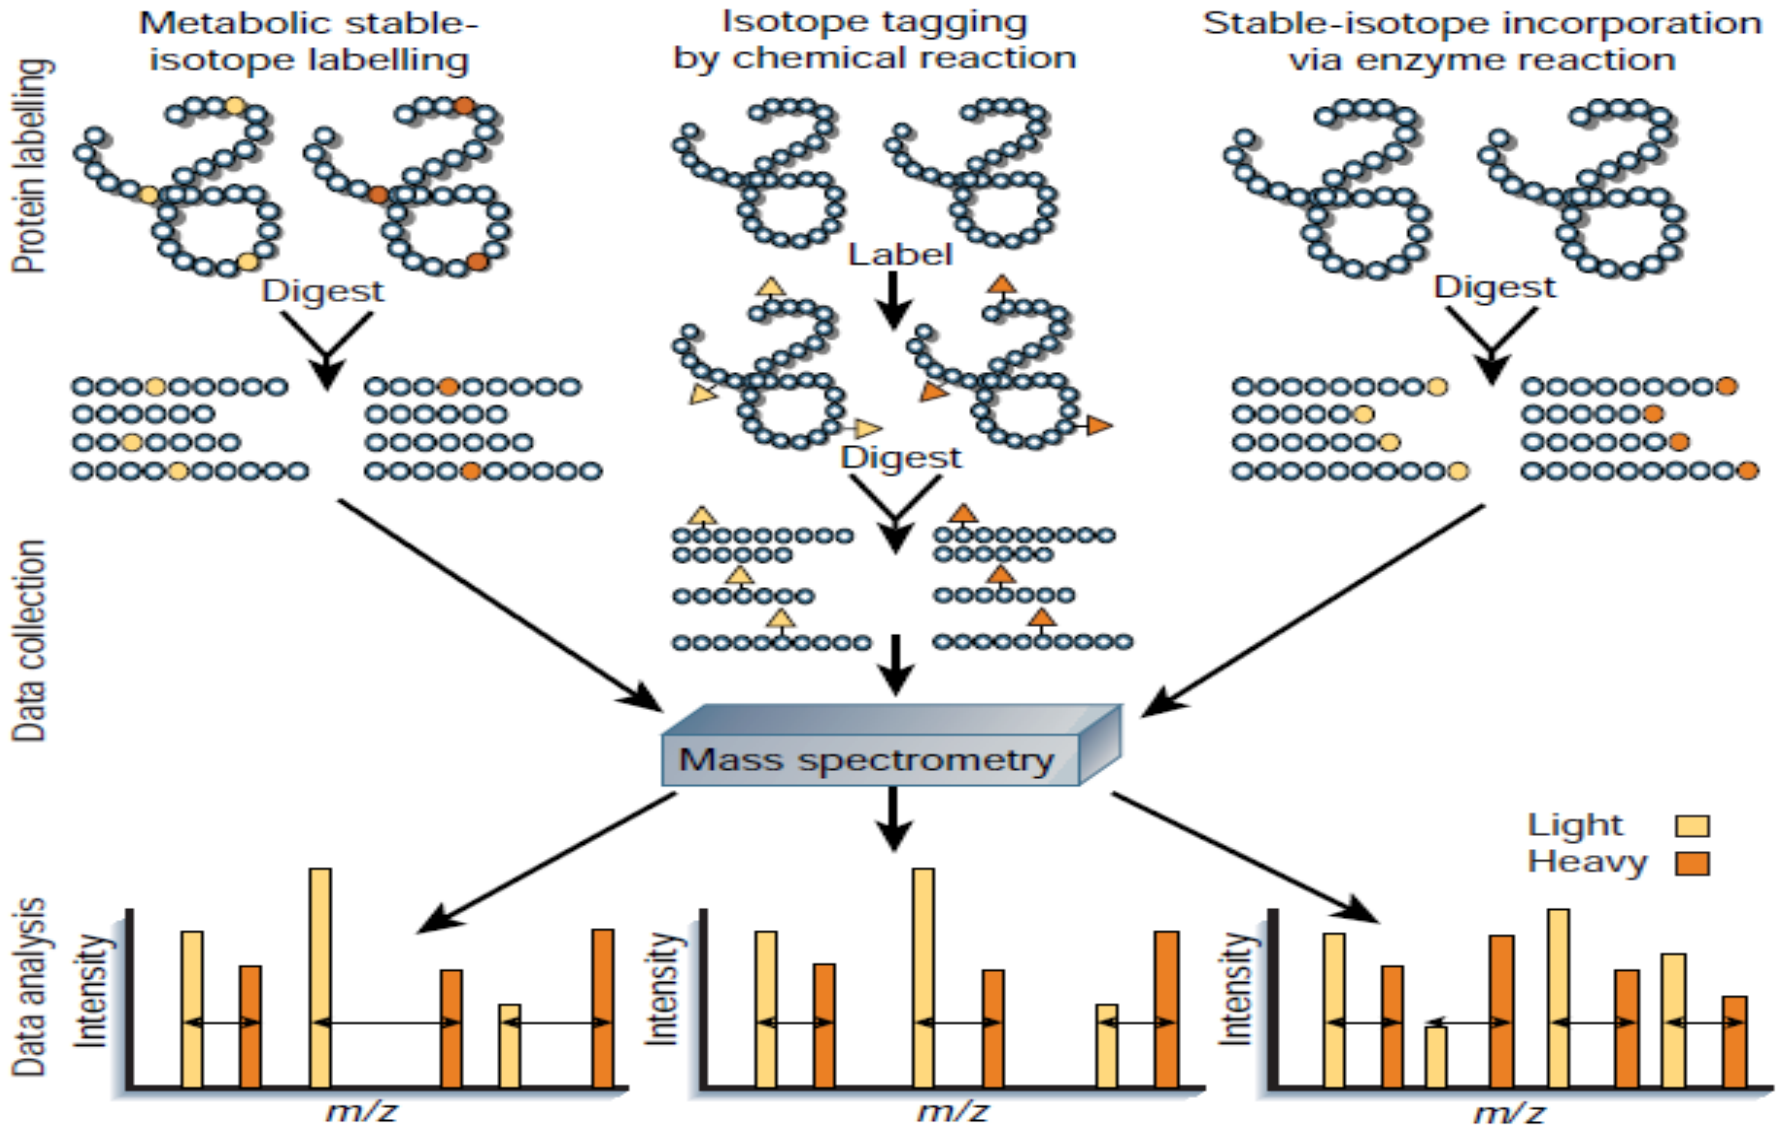 Metabolic stable-
isotope labelling
Isotope tagging
by chemical reaction
Stable-isotope incorporation
via enzyme reaction
Protein labelling
Digest
Label
Digest
Digest
Data collection
Mass spectrometry
Light
Heavy
Data analysis
Intensity
m/z
Intensity
m/z
Intensity
m/z